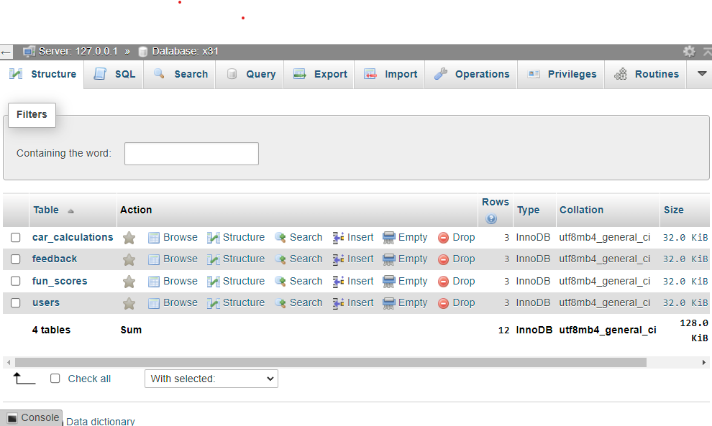 Server: 127.0.0.1 » Database: x31
Structure SQL Search Query Export Import Operations Privileges Routines
Filters
Containing the word:
Table Action Rows Type Collation Size
car_calculations Browse Structure Search Insert Empty Drop 3 InnoDB utf8mb4_general_ci 32.0 KiB
feedback Browse Structure Search Insert Empty Drop 3 InnoDB utf8mb4_general_ci 32.0 KiB
fun_scores Browse Structure Search Insert Empty Drop 3 InnoDB utf8mb4_general_ci 32.0 KiB
users Browse Structure Search Insert Empty Drop 3 InnoDB utf8mb4_general_ci 32.0 KiB
4 tables Sum 12 InnoDB utf8mb4_general_ci 128.0
KiB
Check all With selected:
Console Data dictionary